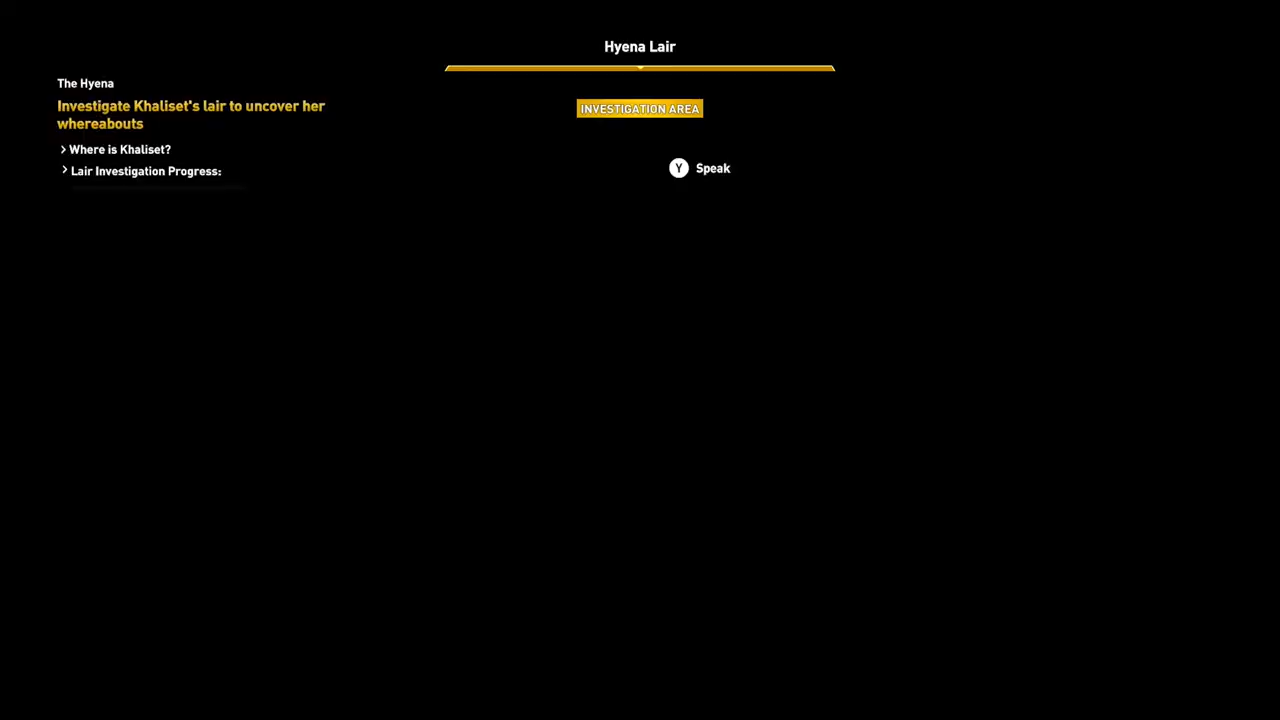 Hyena Lair
The Hyena
Investigate Khaliset's lair to uncover her
whereabouts
INVESTIGATION AREA
> Where is Khaliset?
> Lair Investigation Progress:
Y Speak